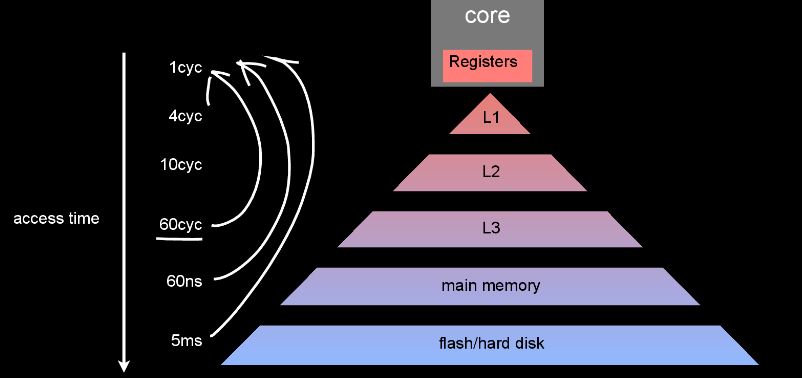 core
Registers
1cyc
L1
4cyc
L2
10cyc
access time
60cyc
L3
60ns
main memory
5ms
flash/hard disk